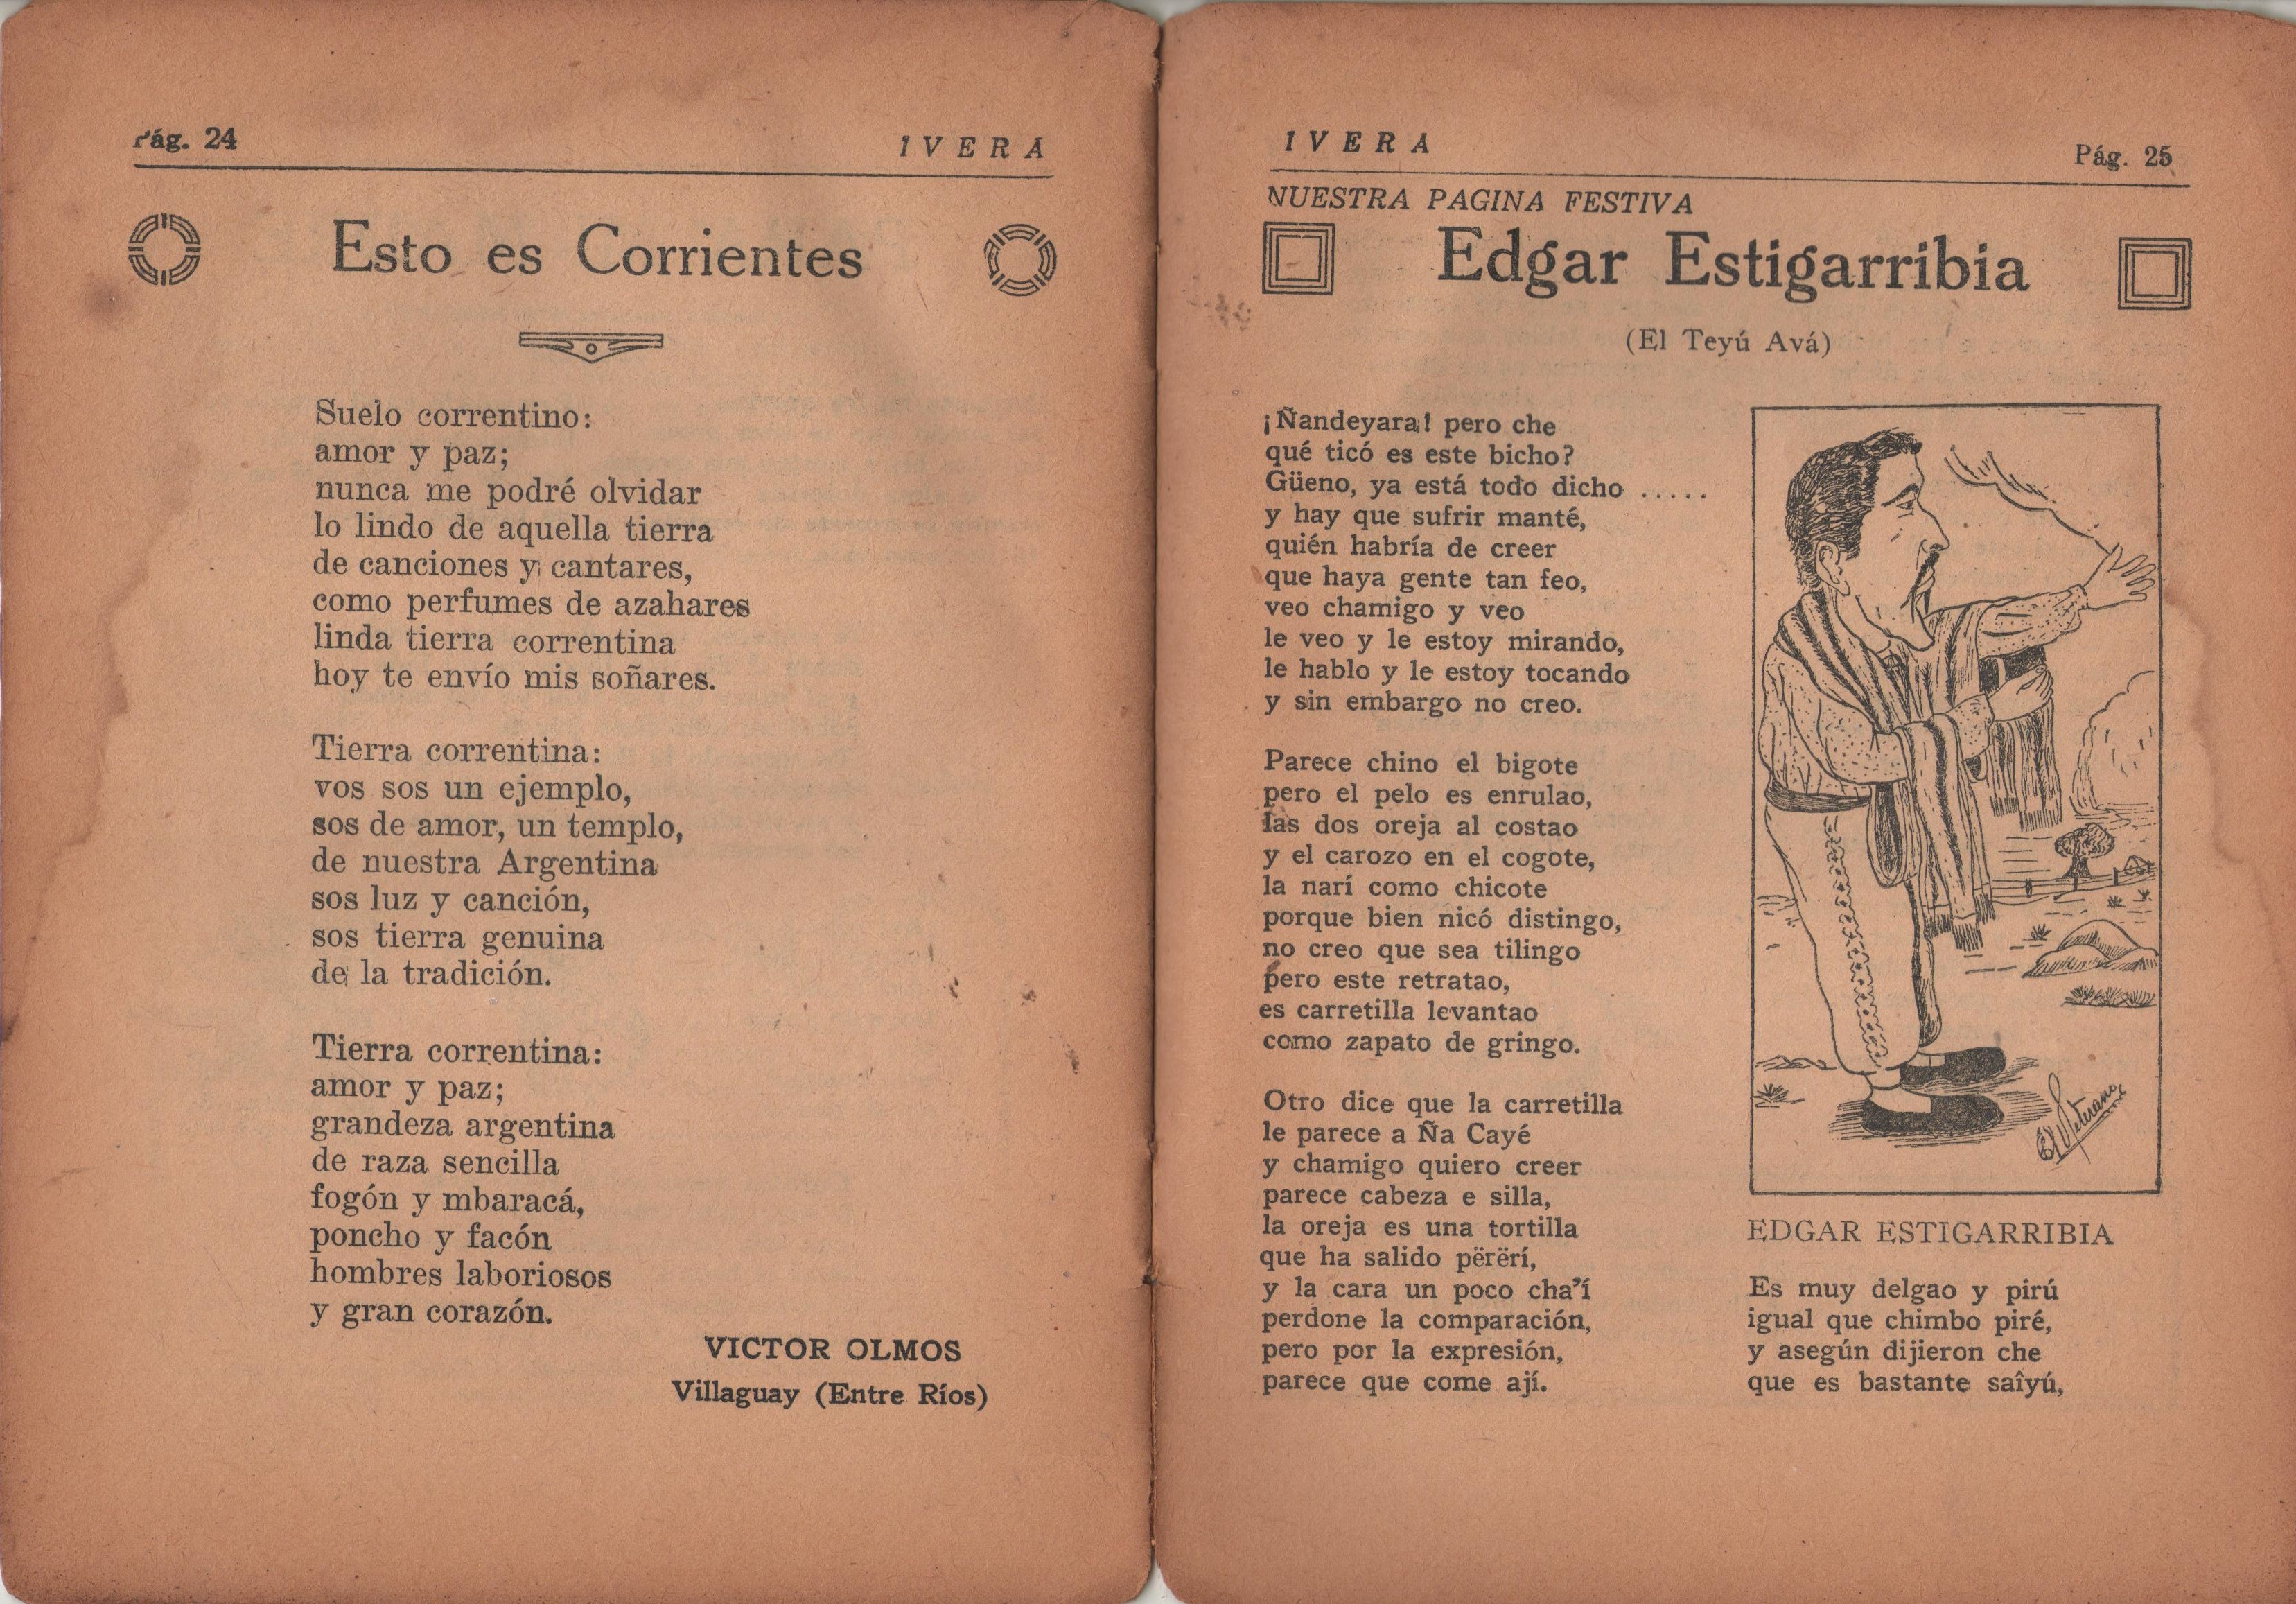 Pág. 24
IVERA
Esto es Corrientes
Suelo correntino:
amor y paz;
nunca me podré olvidar
lo lindo de aquella tierra
de canciones y cantares,
como perfumes de azahares
linda tierra correntina
hoy te envío mis soñares.
Tierra correntina:
vos sos un ejemplo,
sos de amor, un templo,
de nuestra Argentina
sos luz y canción,
sos tierra genuina
de la tradición.
Tierra correntina:
amor y paz;
grandeza argentina
de raza sencilla
fogón y mbaracá,
poncho y facón
hombres laboriosos
y gran corazón.
VICTOR OLMOS
Villaguay (Entre Ríos)
IVERA
Pág. 25
NUESTRA PAGINA FESTIVA
Edgar Estigarribia
(El Teyú Avá)
¡Ñandeyara! pero che
qué ticó es este bicho?
Güeno, ya está todo dicho .....
y hay que sufrir manté,
quién habría de creer
que haya gente tan feo,
veo chamigo y veo
le veo y le estoy mirando,
le hablo y le estoy tocando
y sin embargo no creo.
Parece chino el bigote
pero el pelo es enrulao,
las dos oreja al costao
y el carozo en el cogote,
la narí como chicote
porque bien nicó distingo,
no creo que sea tilingo
pero este retratao,
es carretilla levantao
como zapato de gringo.
Otro dice que la carretilla
le parece a Ña Cayé
y chamigo quiero creer
parece cabeza e silla,
la oreja es una tortilla
que ha salido përërí,
y la cara un poco cha'í
perdone la comparación,
pero por la expresión,
parece que come ají.
El Veterano
EDGAR ESTIGARRIBIA
Es muy delgao y pirú
igual que chimbo piré,
y asegún dijieron che
que es bastante saîyú,